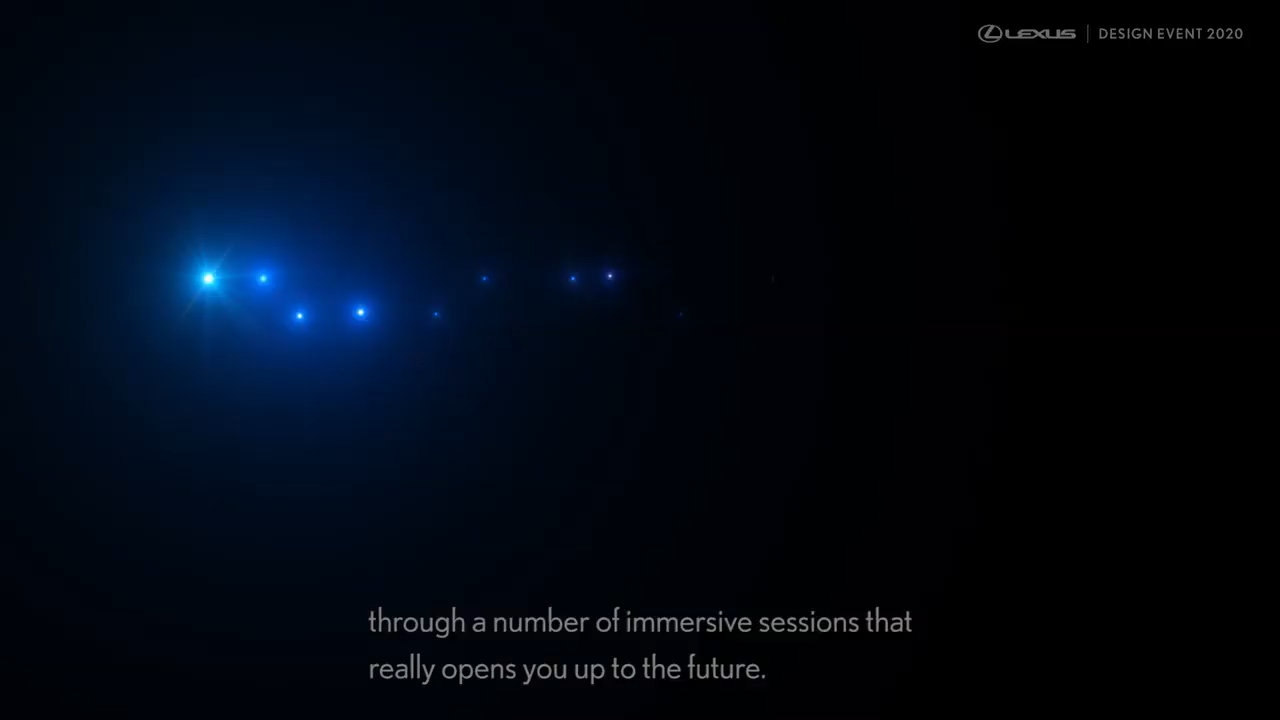 LEXUS | DESIGN EVENT 2020
through a number of immersive sessions that
really opens you up to the future.